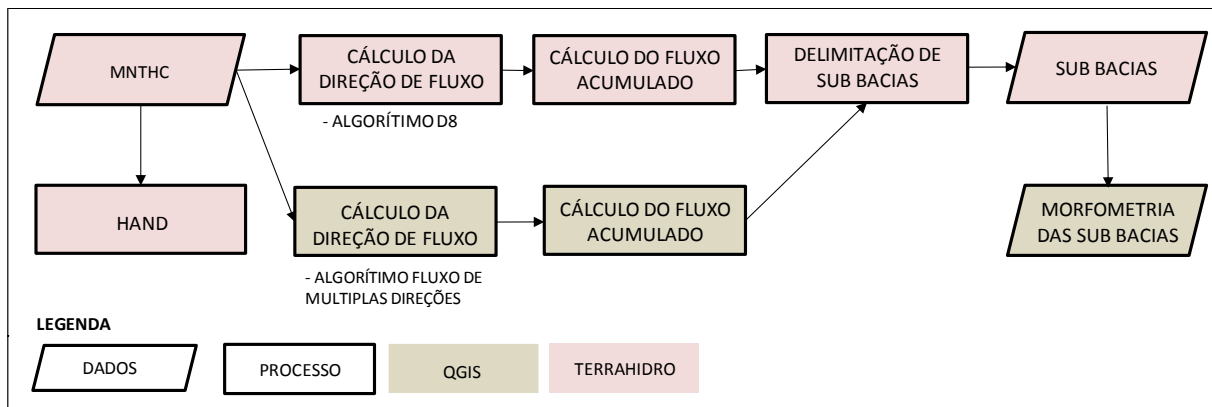 MNTHC
CÁLCULO DA
DIREÇÃO DE FLUXO
- ALGORÍTIMO D8
CÁLCULO DO FLUXO
ACUMULADO
DELIMITAÇÃO DE
SUB BACIAS
SUB BACIAS
HAND
CÁLCULO DA
DIREÇÃO DE FLUXO
- ALGORÍTIMO FLUXO DE
MULTIPLAS DIREÇÕES
CÁLCULO DO FLUXO
ACUMULADO
MORFOMETRIA
DAS SUB BACIAS
LEGENDA
DADOS
PROCESSO
QGIS
TERRAHIDRO